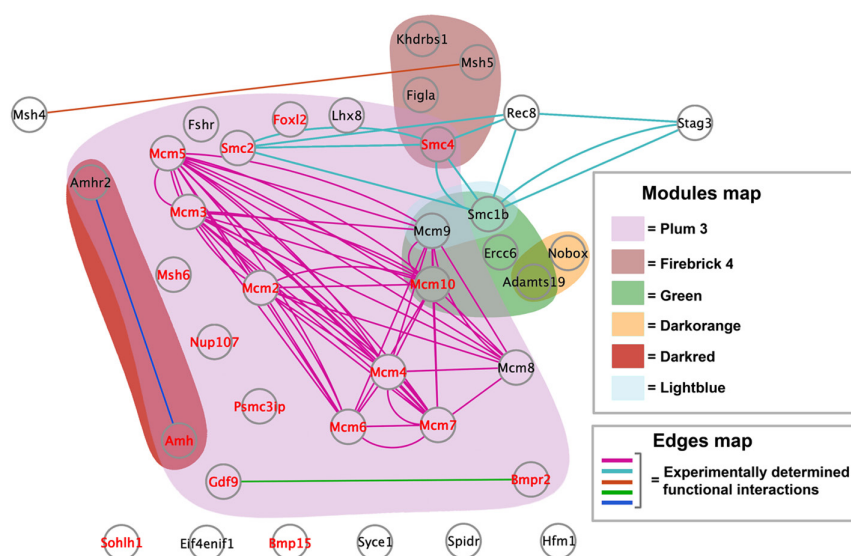 Khdrbs1
Msh5
Figla
Msh4
Rec8
Stag3
Fshr
Foxl2
Lhx8
Mcm5
Smc2
Smc4
Amhr2
Mcm3
Mcm9
Smc1b
Ercc6
Nobox
Msh6
Mcm2
Mcm10
Adamts19
Nup107
Mcm4
Mcm8
Psmc3ip
Mcm6
Mcm7
Amh
Gdf9
Bmpr2
Sohlh1
Eif4enif1
Bmp15
Syce1
Spidr
Hfm1
Modules map
= Plum 3
= Firebrick 4
= Green
= Darkorange
= Darkred
= Lightblue
Edges map
= Experimentally determined
functional interactions